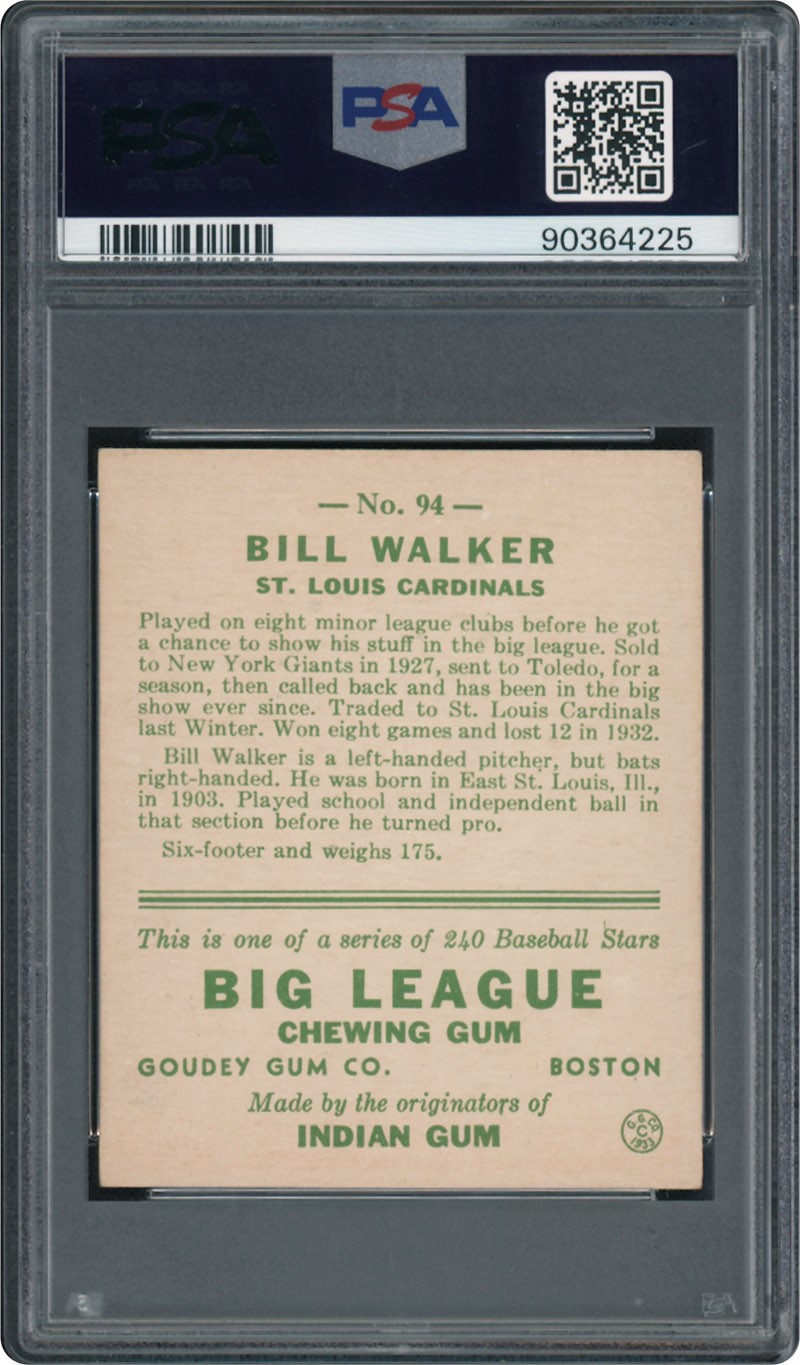 PSA
PSA
90364225
— No. 94 —
BILL WALKER
ST. LOUIS CARDINALS
Played on eight minor league clubs before he got
a chance to show his stuff in the big league. Sold
to New York Giants in 1927, sent to Toledo, for a
season, then called back and has been in the big
show ever since. Traded to St. Louis Cardinals
last Winter. Won eight games and lost 12 in 1932.
Bill Walker is a left-handed pitcher, but bats
right-handed. He was born in East St. Louis, Ill.,
in 1903. Played school and independent ball in
that section before he turned pro.
Six-footer and weighs 175.
This is one of a series of 240 Baseball Stars
BIG LEAGUE
CHEWING GUM
GOUDEY GUM CO. BOSTON
Made by the originators of
INDIAN GUM
G. G. CO.
C
1933